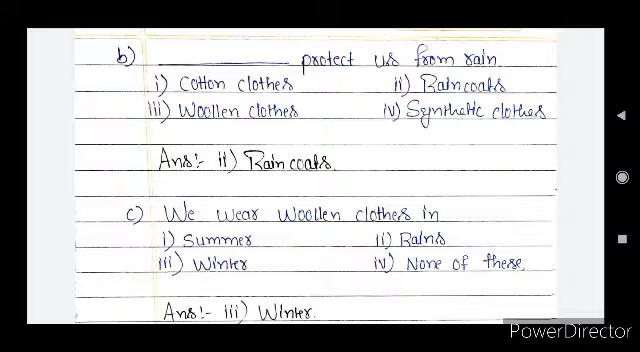 b) __________ protect us from rain.
i) Cotton clothes ii) Raincoats
iii) Woollen clothes iv) Synthetic clothes
Ans:- ii) Raincoats.
c) We wear Woollen clothes in
i) Summer ii) Rains
iii) Winter iv) None of these.
Ans:- iii) Winter.
PowerDirector